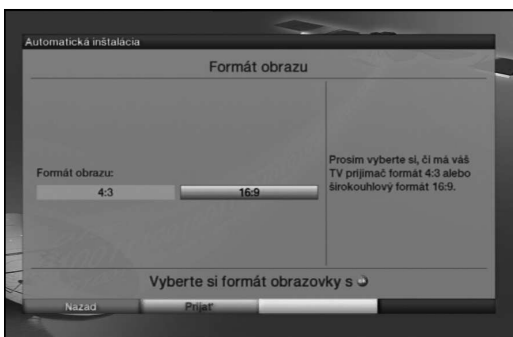 Automatická inštalácia
Formát obrazu
Formát obrazu:
4:3
16:9
Prosim vyberte si, či má váš
TV prijímač formát 4:3 alebo
širokouhlový formát 16:9.
Vyberte si formát obrazovky s
Nazad
Prijať